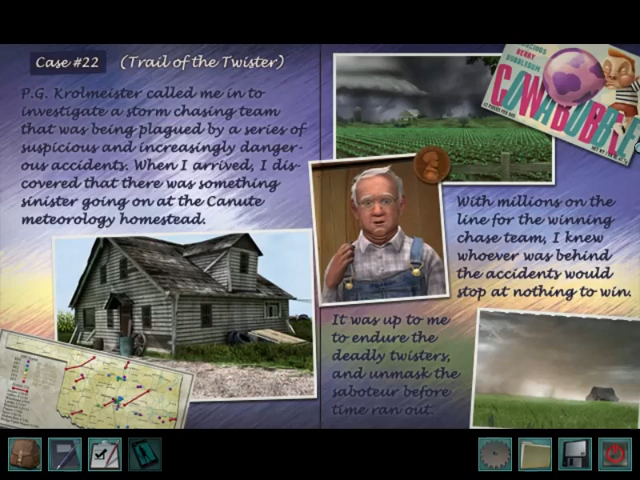 Case #22 (Trail of the Twister)
P.G. Krolmeister called me in to
investigate a storm chasing team
that was being plagued by a series of
suspicious and increasingly danger-
ous accidents. When I arrived, I dis-
covered that there was something
sinister going on at the Canute
meteorology homestead.
BERRY
BUBBLEGUM
COWABUBBLE
With millions on the
line for the winning
chase team, I knew
whoever was behind
the accidents would
stop at nothing to win.
It was up to me
to endure the
deadly twisters,
and unmask the
saboteur before
time ran out.